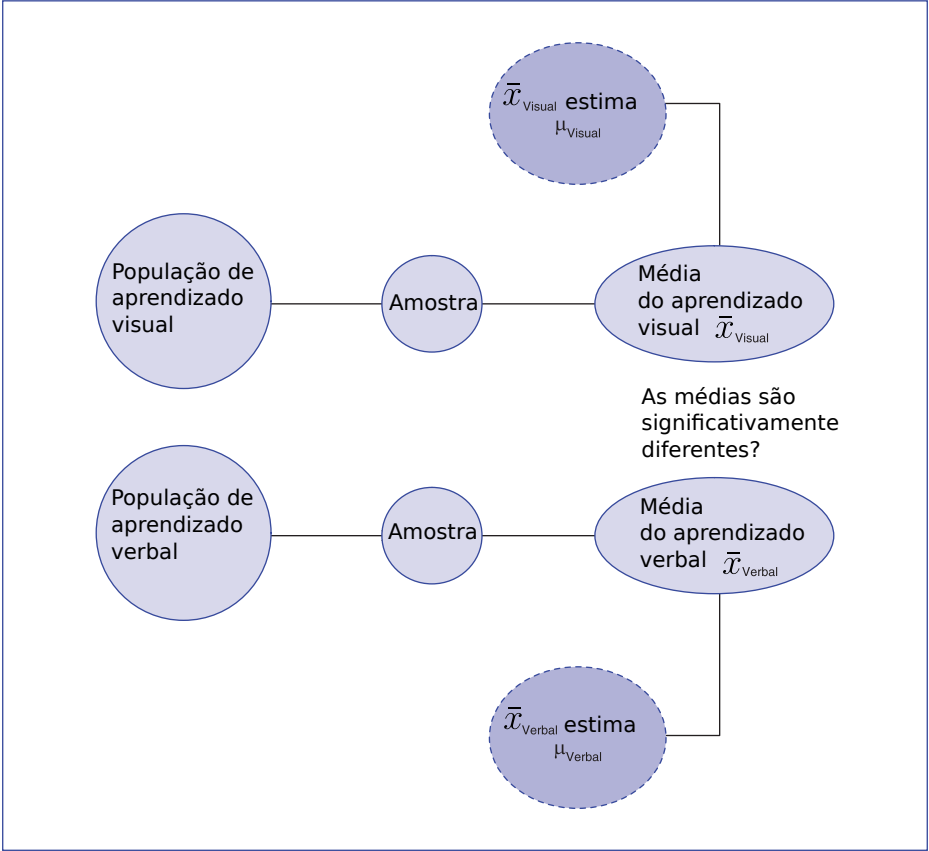 x̄Visual estima
μVisual
População de
aprendizado
visual
Amostra
Média
do aprendizado
visual x̄Visual
As médias são
significativamente
diferentes?
População de
aprendizado
verbal
Amostra
Média
do aprendizado
verbal x̄Verbal
x̄Verbal estima
μVerbal